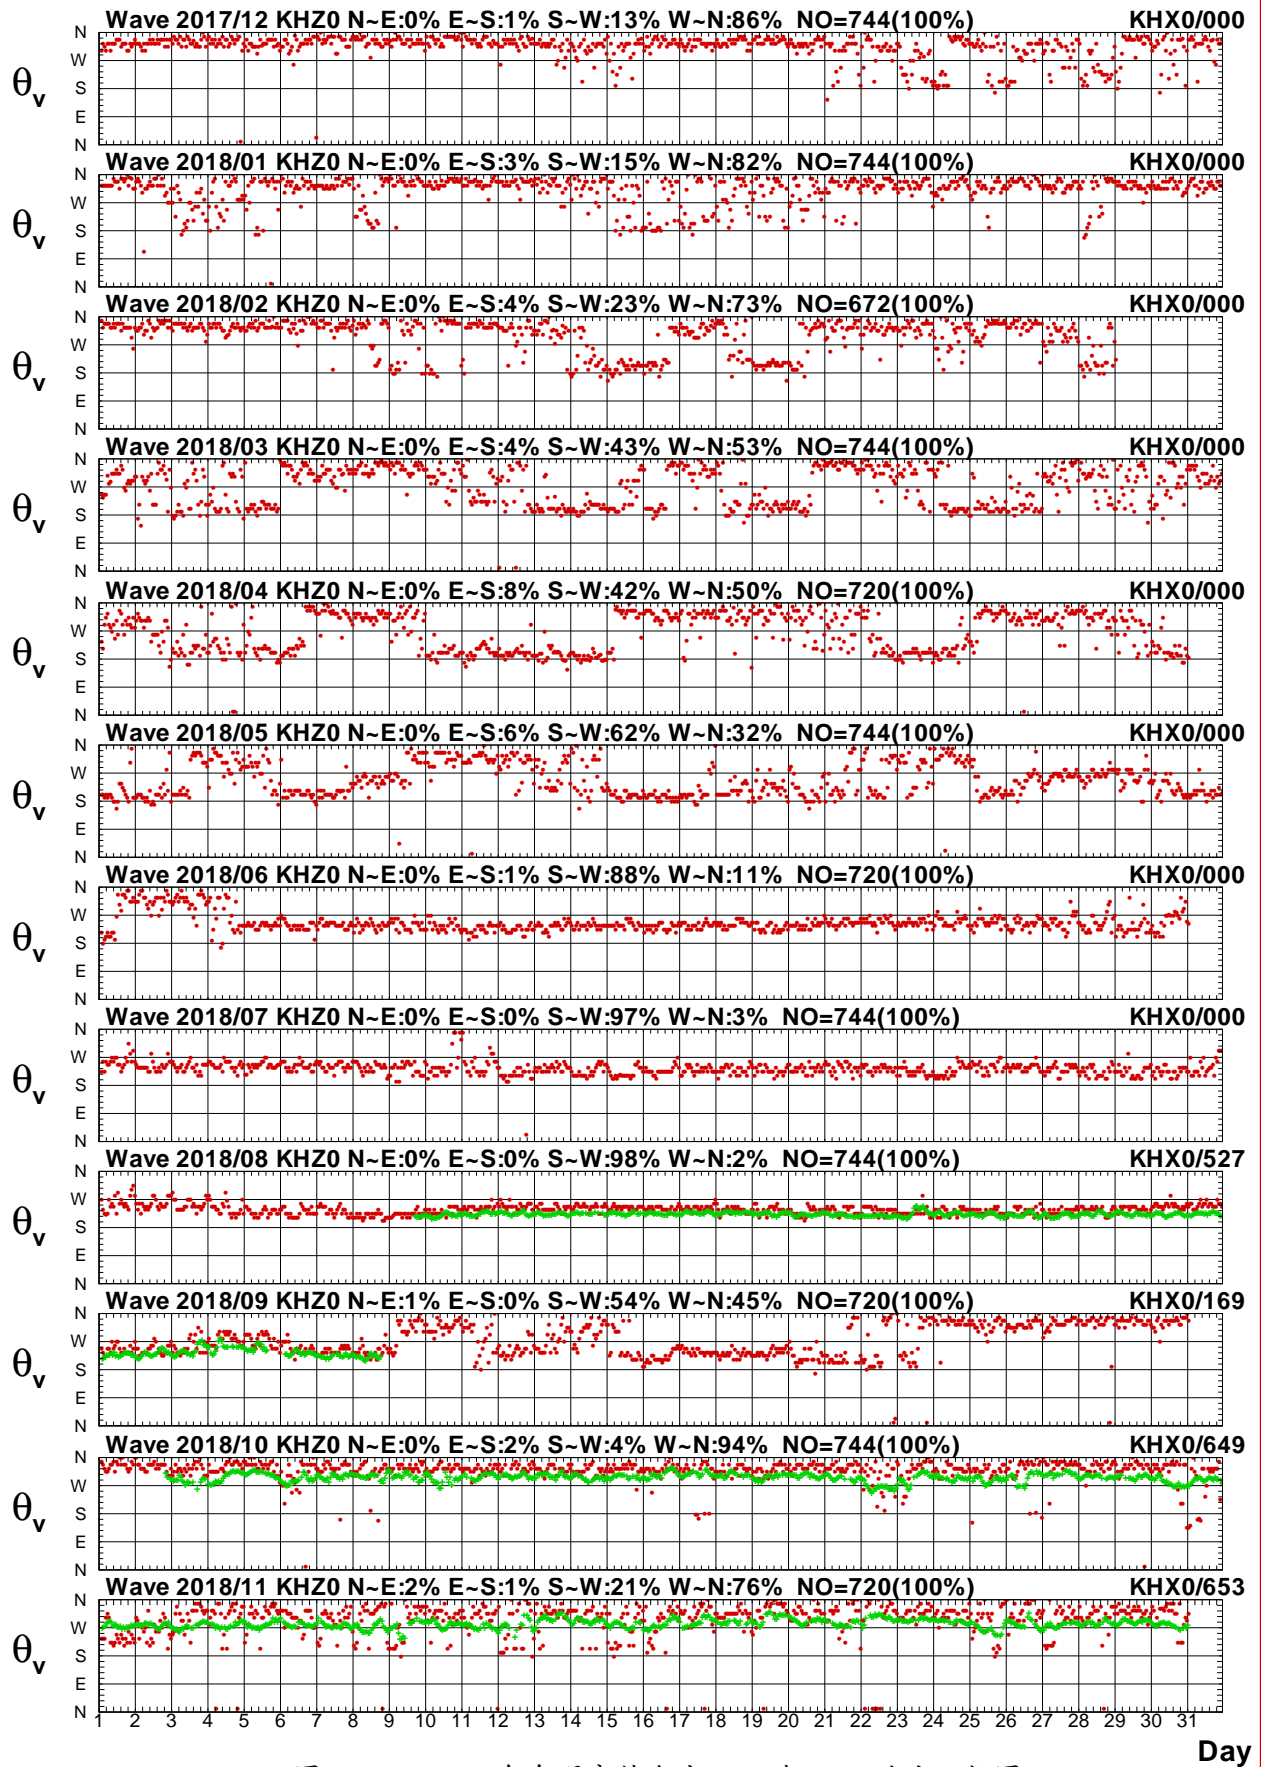 Wave 2017/12 KHZ0 N~E:0% E~S:1% S~W:13% W~N:86% NO=744(100%) KHX0/000
N
W
θv S
E
N
Wave 2018/01 KHZ0 N~E:0% E~S:3% S~W:15% W~N:82% NO=744(100%) KHX0/000
N
W
θv S
E
N
Wave 2018/02 KHZ0 N~E:0% E~S:4% S~W:23% W~N:73% NO=672(100%) KHX0/000
N
W
θv S
E
N
Wave 2018/03 KHZ0 N~E:0% E~S:4% S~W:43% W~N:53% NO=744(100%) KHX0/000
N
W
θv S
E
N
Wave 2018/04 KHZ0 N~E:0% E~S:8% S~W:42% W~N:50% NO=720(100%) KHX0/000
N
W
θv S
E
N
Wave 2018/05 KHZ0 N~E:0% E~S:6% S~W:62% W~N:32% NO=744(100%) KHX0/000
N
W
θv S
E
N
Wave 2018/06 KHZ0 N~E:0% E~S:1% S~W:88% W~N:11% NO=720(100%) KHX0/000
N
W
θv S
E
N
Wave 2018/07 KHZ0 N~E:0% E~S:0% S~W:97% W~N:3% NO=744(100%) KHX0/000
N
W
θv S
E
N
Wave 2018/08 KHZ0 N~E:0% E~S:0% S~W:98% W~N:2% NO=744(100%) KHX0/527
N
W
θv S
E
N
Wave 2018/09 KHZ0 N~E:1% E~S:0% S~W:54% W~N:45% NO=720(100%) KHX0/169
N
W
θv S
E
N
Wave 2018/10 KHZ0 N~E:0% E~S:2% S~W:4% W~N:94% NO=744(100%) KHX0/649
N
W
θv S
E
N
Wave 2018/11 KHZ0 N~E:2% E~S:1% S~W:21% W~N:76% NO=720(100%) KHX0/653
N
W
θv S
E
N
1 2 3 4 5 6 7 8 9 10 11 12 13 14 15 16 17 18 19 20 21 22 23 24 25 26 27 28 29 30 31
Day